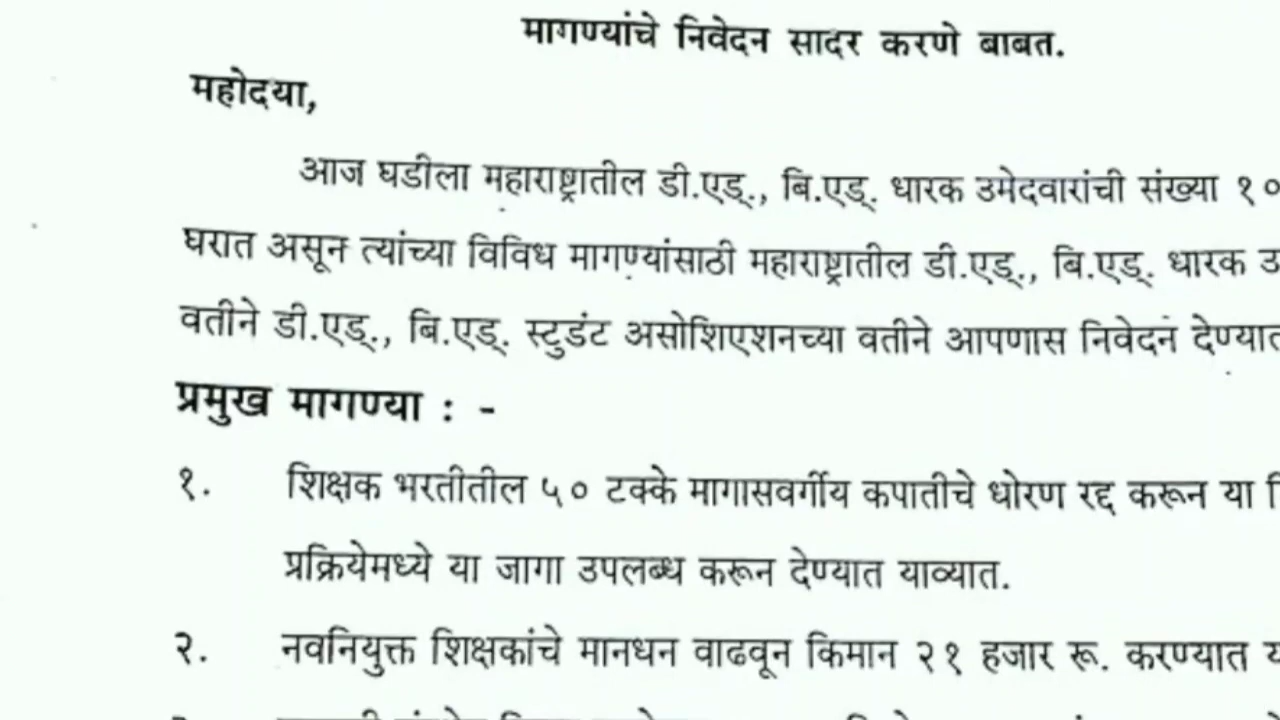 मागण्यांचे निवेदन सादर करणे बाबत.
महोदया,
आज घडीला महाराष्ट्रातील डी.एड्., बि.एड्. धारक उमेदवारांची संख्या १०
घरात असून त्यांच्या विविध मागण्यांसाठी महाराष्ट्रातील डी.एड्., बि.एड्. धारक
वतीने डी.एड्., बि.एड्. स्टुडंट असोशिएशनच्या वतीने आपणास निवेदन देण्यात
प्रमुख मागण्या : -
१. शिक्षक भरतीतील ५० टक्के मागासवर्गीय कपातीचे धोरण रद्द करून या
प्रक्रियेमध्ये या जागा उपलब्ध करून देण्यात याव्यात.
२. नवनियुक्त शिक्षकांचे मानधन वाढवून किमान २१ हजार रू. करण्यात